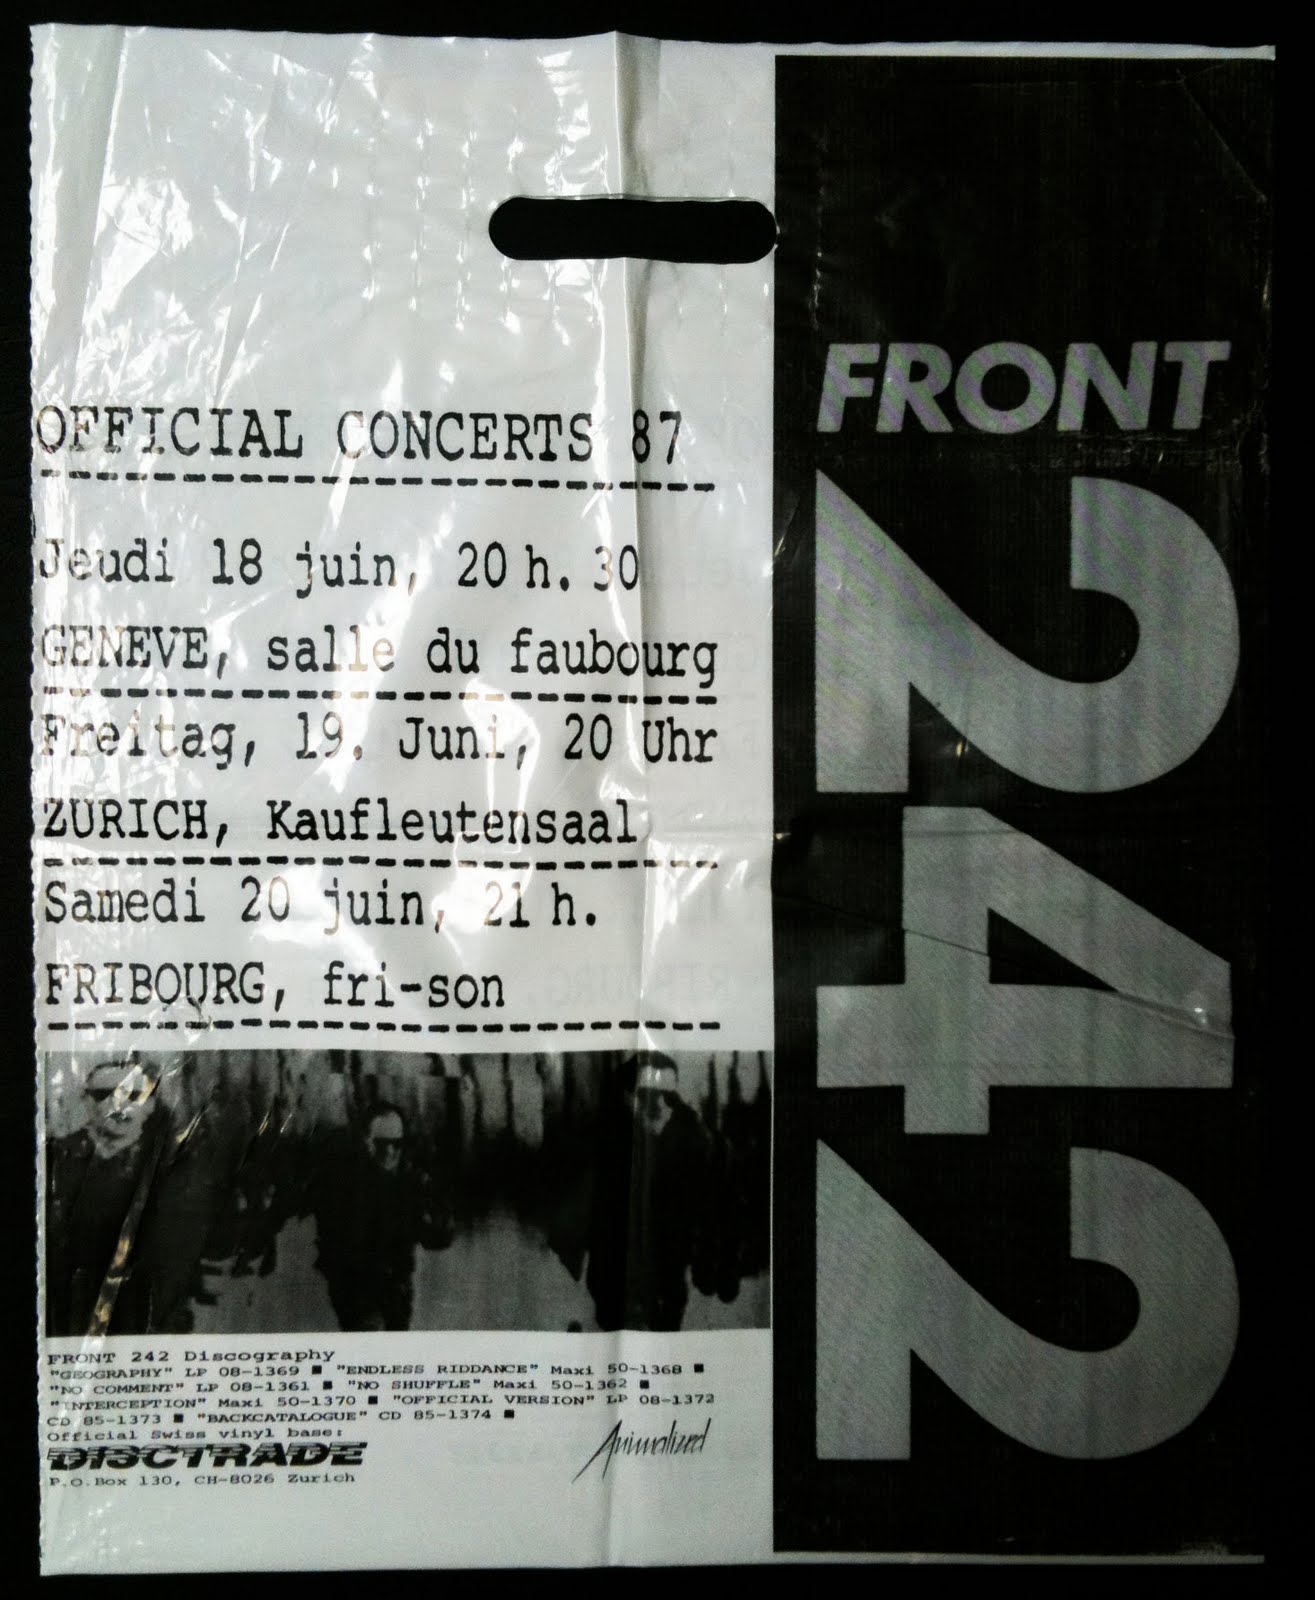 OFFICIAL CONCERTS 87
Jeudi 18 juin, 20 h. 30
GENEVE, salle du faubourg
Freitag, 19. Juni, 20 Uhr
ZURICH, Kaufleutensaal
Samedi 20 juin, 21 h.
FRIBOURG, fri-son
FRONT 242 Discography
"GEOGRAPHY" LP 08-1369 ■ "ENDLESS RIDDANCE" Maxi 50-1368 ■
"NO COMMENT" LP 08-1361 ■ "NO SHUFFLE" Maxi 50-1362 ■
"INTERCEPTION" Maxi 50-1370 ■ "OFFICIAL VERSION" LP 08-1372
CD 85-1373 ■ "BACKCATALOGUE" CD 85-1374 ■
Official Swiss vinyl base:
DISCTRADE
P.O.Box 130, CH-8026 Zurich
Animalized
FRONT
242